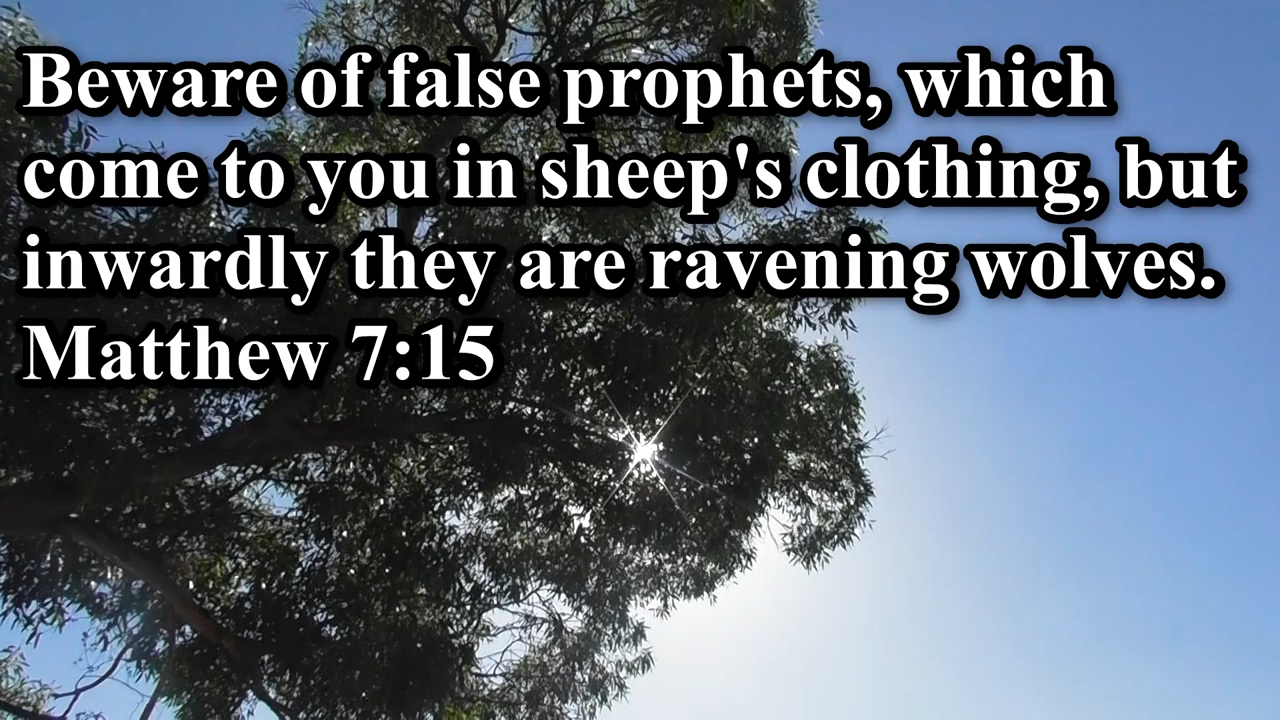 Beware of false prophets, which
come to you in sheep's clothing, but
inwardly they are ravening wolves.
Matthew 7:15